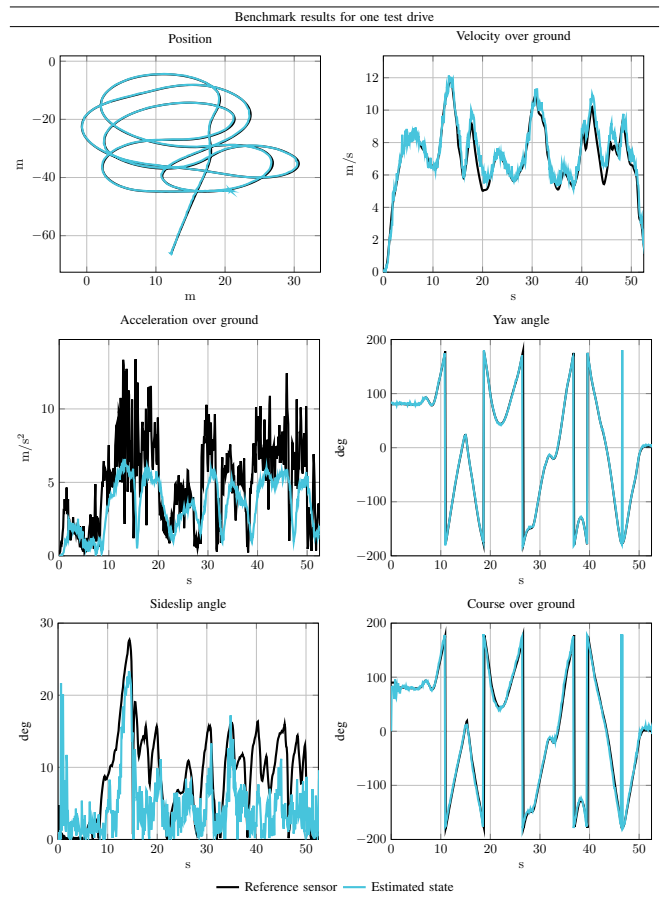 Benchmark results for one test drive
Position
0
−20
−40
−60
m
0
10
20
30
m
Velocity over ground
12
10
8
6
4
2
0
m/s
0
10
20
30
40
50
s
Acceleration over ground
10
5
0
m/s²
0
10
20
30
40
50
s
Yaw angle
200
100
0
−100
−200
deg
0
10
20
30
40
50
s
Sideslip angle
30
20
10
0
deg
0
10
20
30
40
50
s
Course over ground
200
100
0
−100
−200
deg
0
10
20
30
40
50
s
Reference sensor
Estimated state